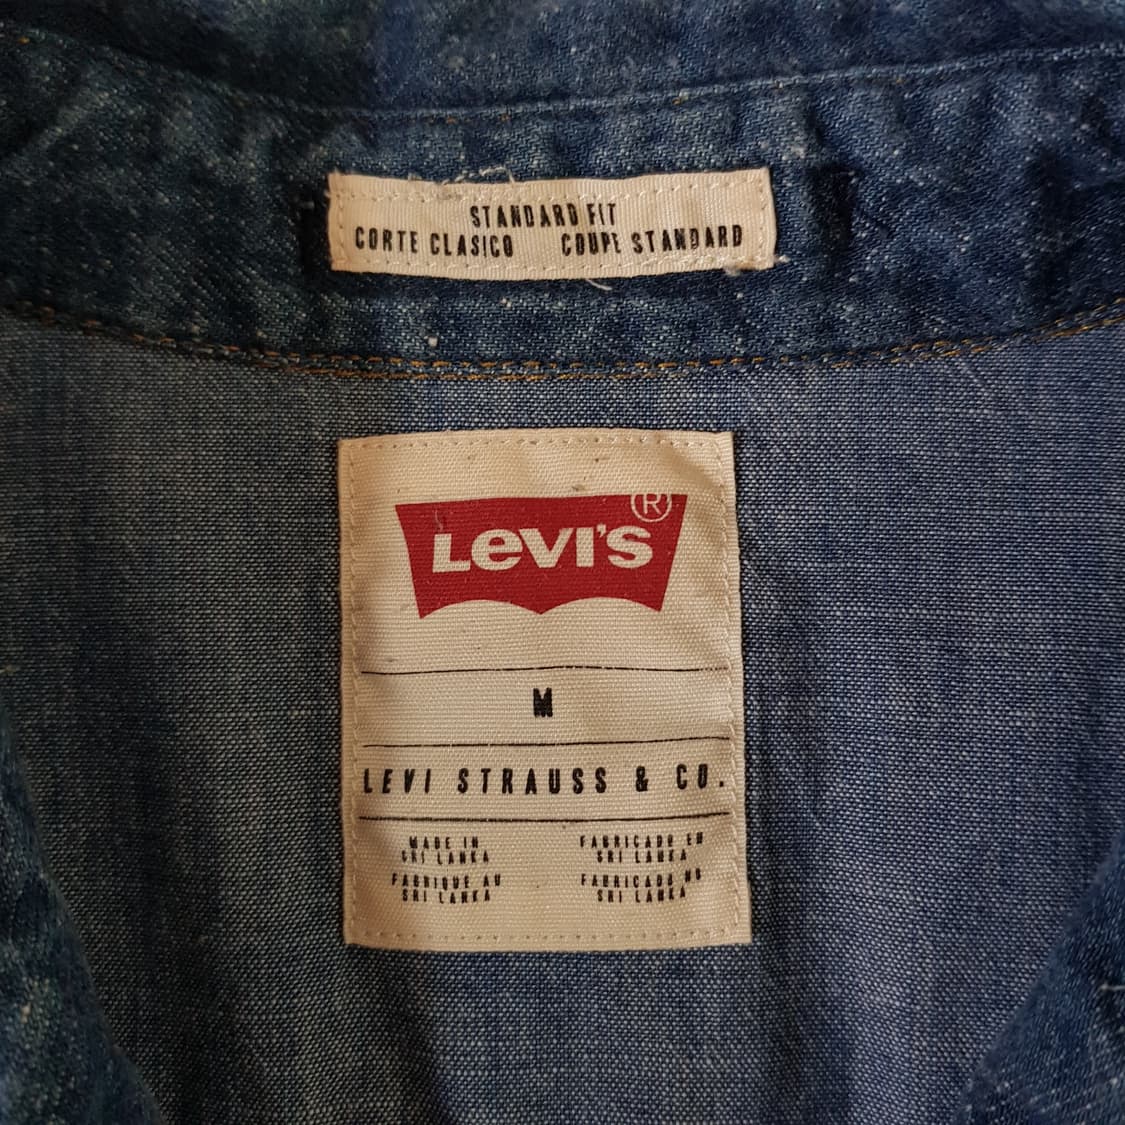 STANDARD FIT
CORTE CLASICO COUPE STANDARD
LEVI'S®
M
LEVI STRAUSS & CO.
MADE IN
SRI LANKA
FABRICADO EN
SRI LANKA
FABRIQUE AU
SRI LANKA
FABRICADO NO
SRI LANKA